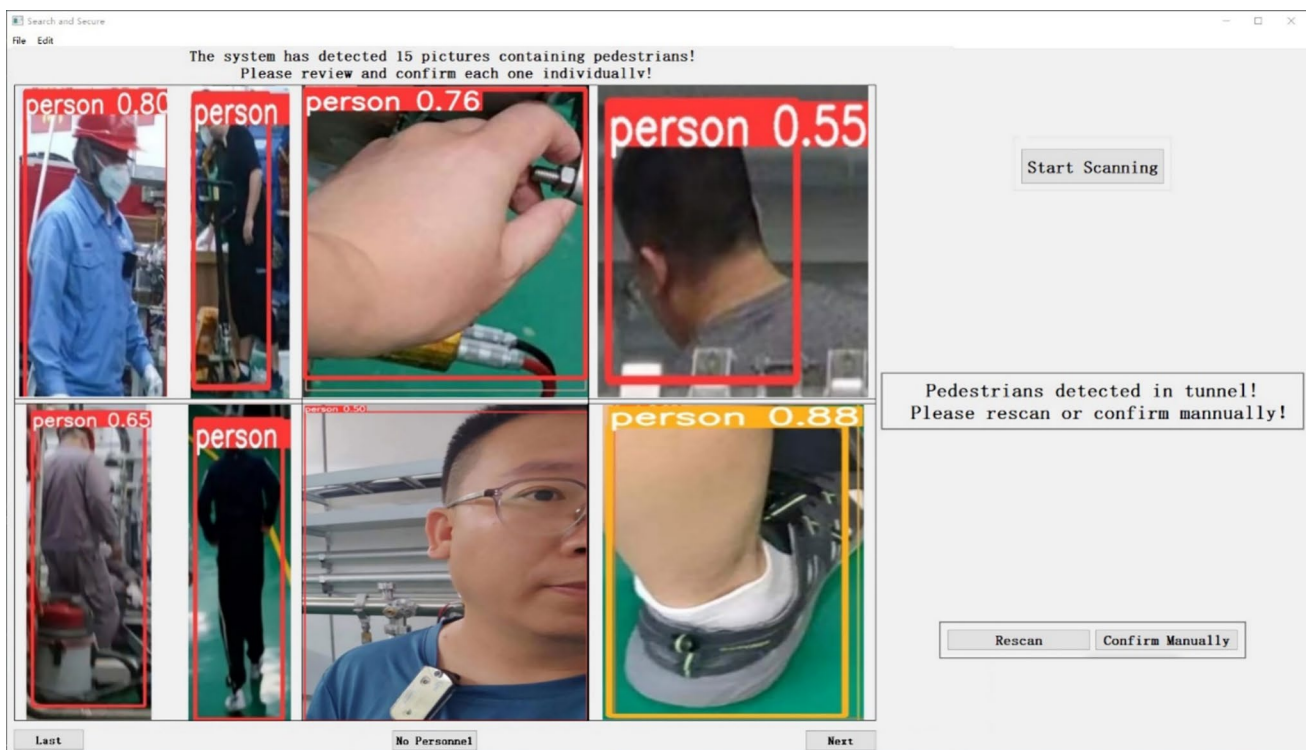 Search and Secure
File Edit
The system has detected 15 pictures containing pedestrians!
Please review and confirm each one individually!
person 0.80
person
person 0.76
person 0.55
person 0.65
person
person 0.50
person 0.88
Start Scanning
Pedestrians detected in tunnel!
Please rescan or confirm mannually!
Rescan
Confirm Manually
Last
No Personnel
Next